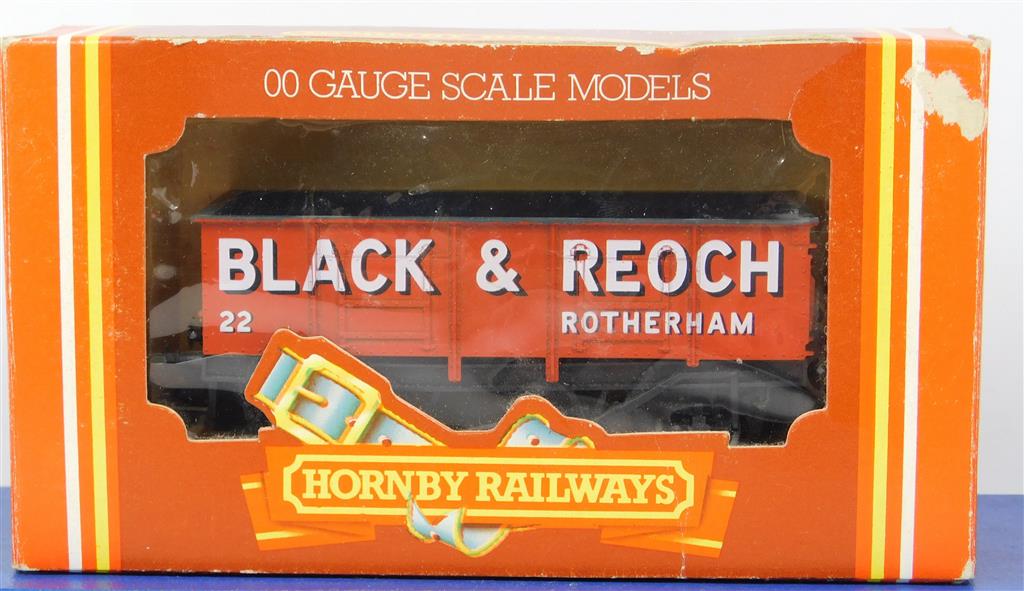 00 GAUGE SCALE MODELS
BLACK & REOCH
22 ROTHERHAM
HORNBY RAILWAYS